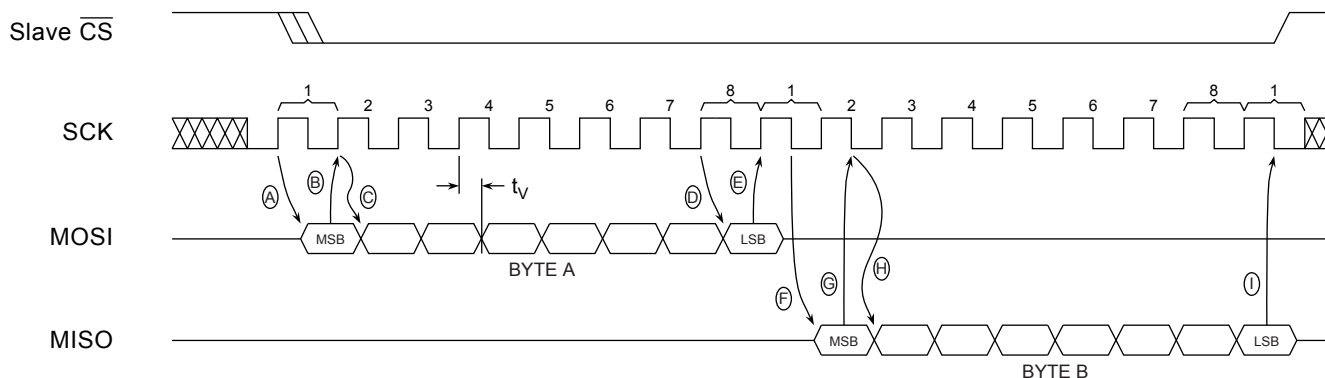 Slave CS
1 2 3 4 5 6 7 8 1 2 3 4 5 6 7 8 1
SCK
A B C tV D E
MOSI MSB LSB
BYTE A
F G H I
MISO MSB LSB
BYTE B